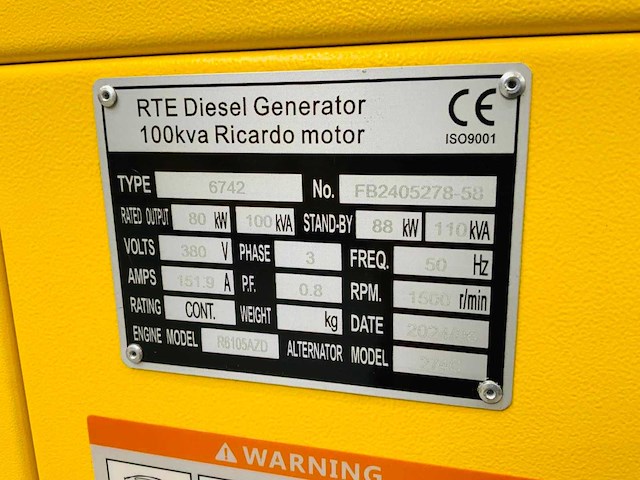 RTE Diesel Generator
100kva Ricardo motor
CE
ISO9001
TYPE 6742 No. FB2405278-58
RATED OUTPUT 80 kW 100 kVA STAND-BY 88 kW 110 kVA
VOLTS 380 V PHASE 3 FREQ. 50 Hz
AMPS 151.9 A P.F. 0.8 RPM. 1500 r/min
RATING CONT. WEIGHT kg DATE
ENGINE MODEL R6105AZD ALTERNATOR MODEL
WARNING